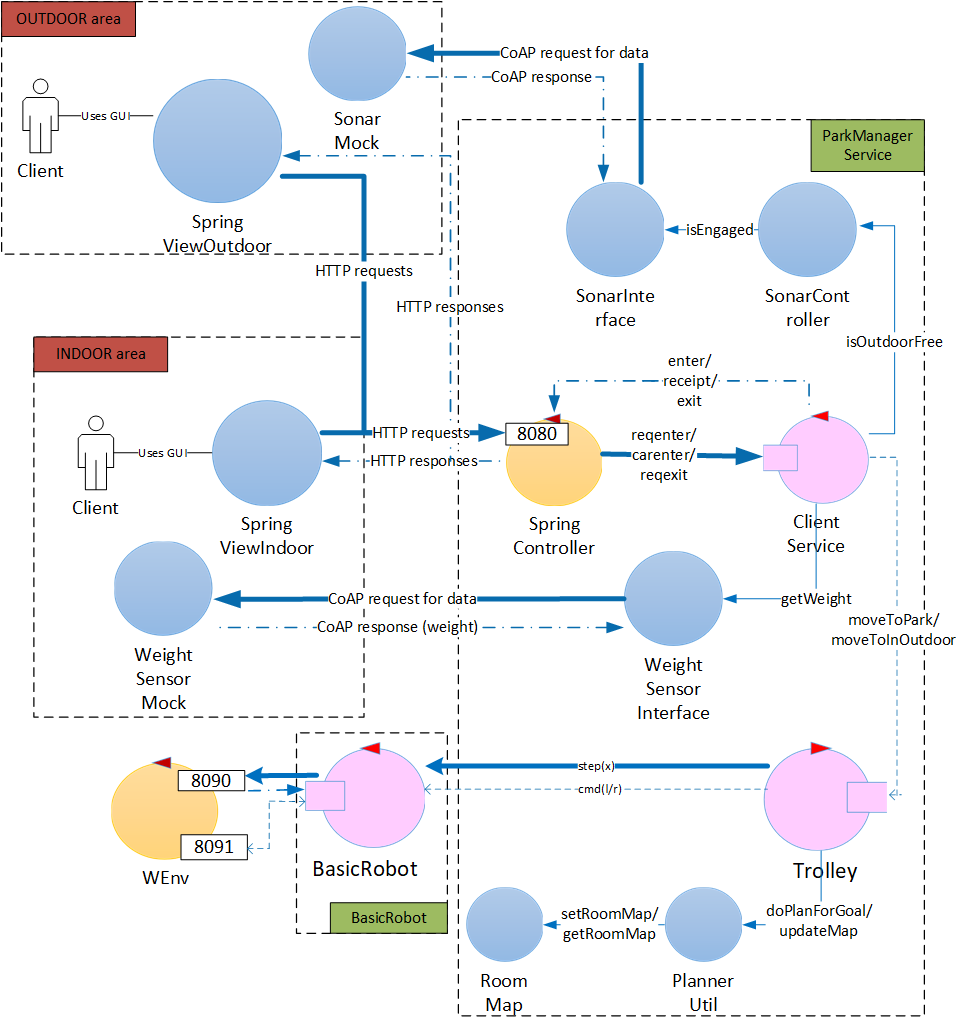 OUTDOOR area
CoAP request for data
CoAP response
Uses GUI
Client
Sonar
Mock
Spring
ViewOutdoor
ParkManager
Service
isEngaged
SonarInte
rface
SonarCont
roller
HTTP requests
HTTP responses
isOutdoorFree
INDOOR area
enter/
receipt/
exit
Uses GUI
Client
Spring
ViewIndoor
HTTP requests
HTTP responses
8080
reqenter/
carenter/
reqexit
Spring
Controller
Client
Service
CoAP request for data
CoAP response (weight)
getWeight
moveToPark/
moveToInOutdoor
Weight
Sensor
Mock
Weight
Sensor
Interface
8090
8091
WEnv
step(x)
cmd(l/r)
BasicRobot
BasicRobot
Trolley
setRoomMap/
getRoomMap
doPlanForGoal/
updateMap
Room
Map
Planner
Util